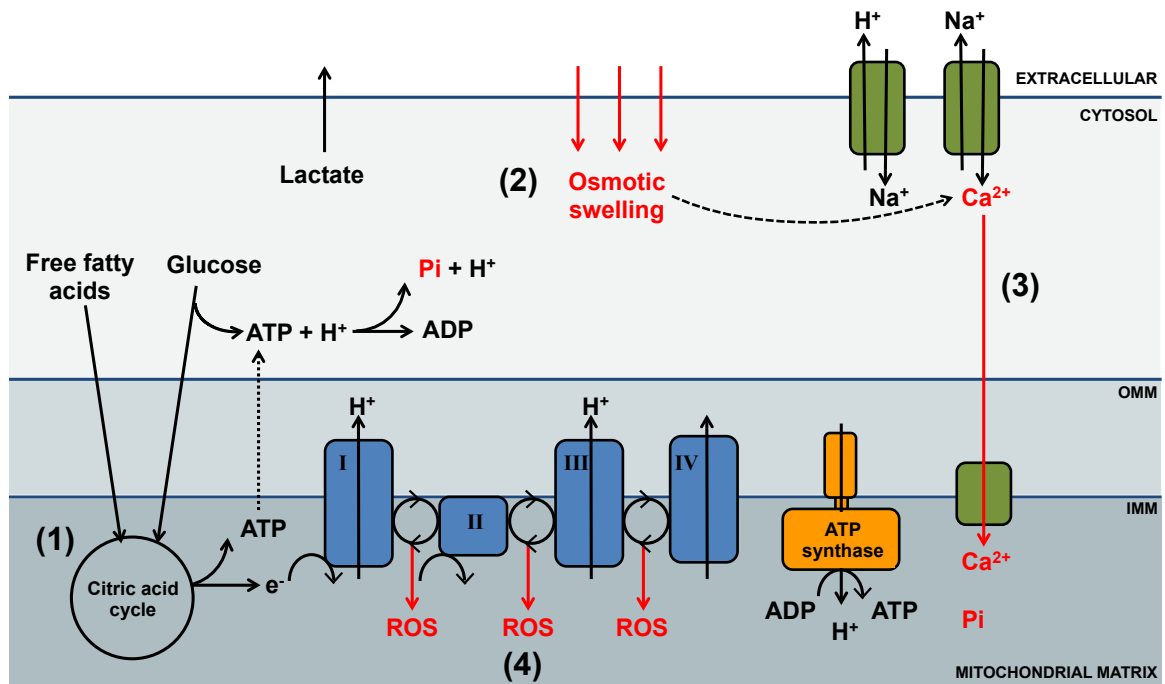 H⁺ Na⁺
EXTRACELLULAR
CYTOSOL
Lactate
(2)
Osmotic
swelling
Na⁺ Ca²⁺
Free fatty
acids
Glucose
Pi + H⁺
(3)
ATP + H⁺
ADP
OMM
H⁺ H⁺
I III IV
II
IMM
(1)
ATP
ATP
synthase
Citric acid
cycle
e⁻
Ca²⁺
ADP ATP
H⁺
Pi
ROS ROS ROS
(4)
MITOCHONDRIAL MATRIX